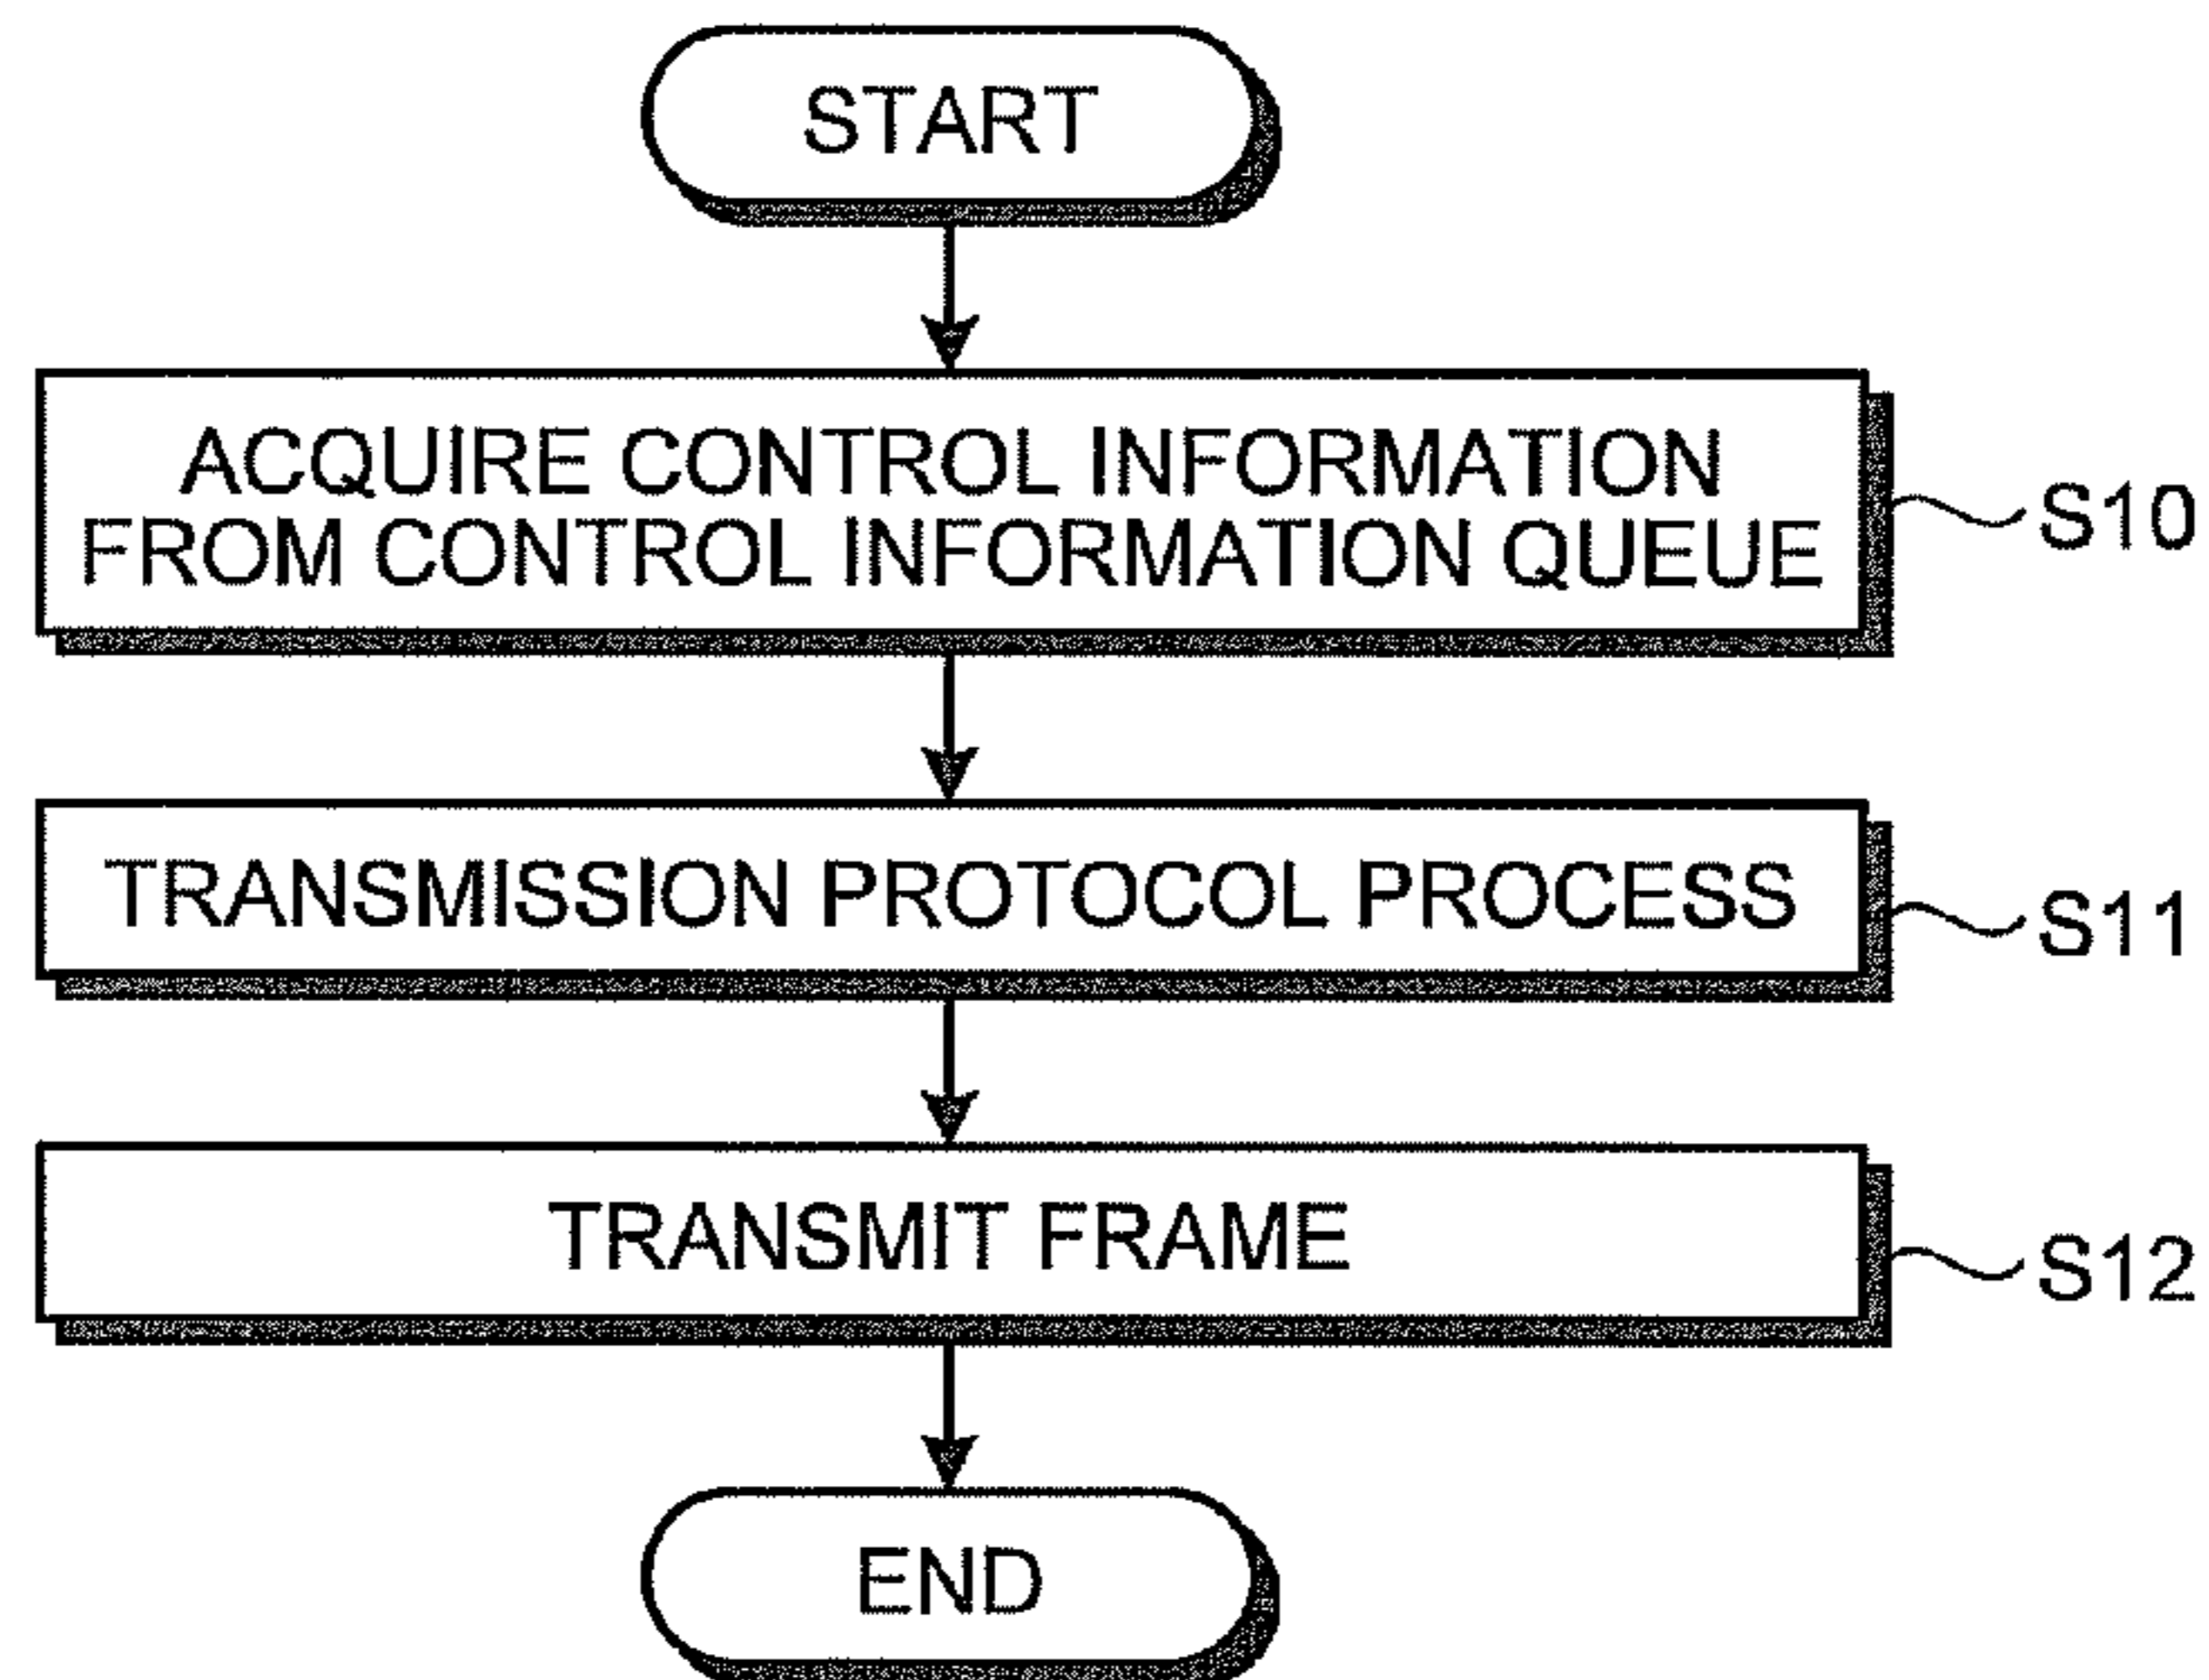 START
ACQUIRE CONTROL INFORMATION
FROM CONTROL INFORMATION QUEUE
S10
TRANSMISSION PROTOCOL PROCESS
S11
TRANSMIT FRAME
S12
END